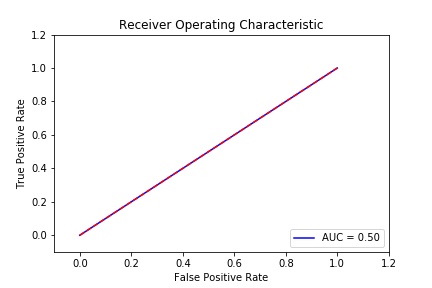 Receiver Operating Characteristic
1.2
1.0
0.8
0.6
0.4
0.2
0.0
True Positive Rate
AUC = 0.50
0.0 0.2 0.4 0.6 0.8 1.0 1.2
False Positive Rate